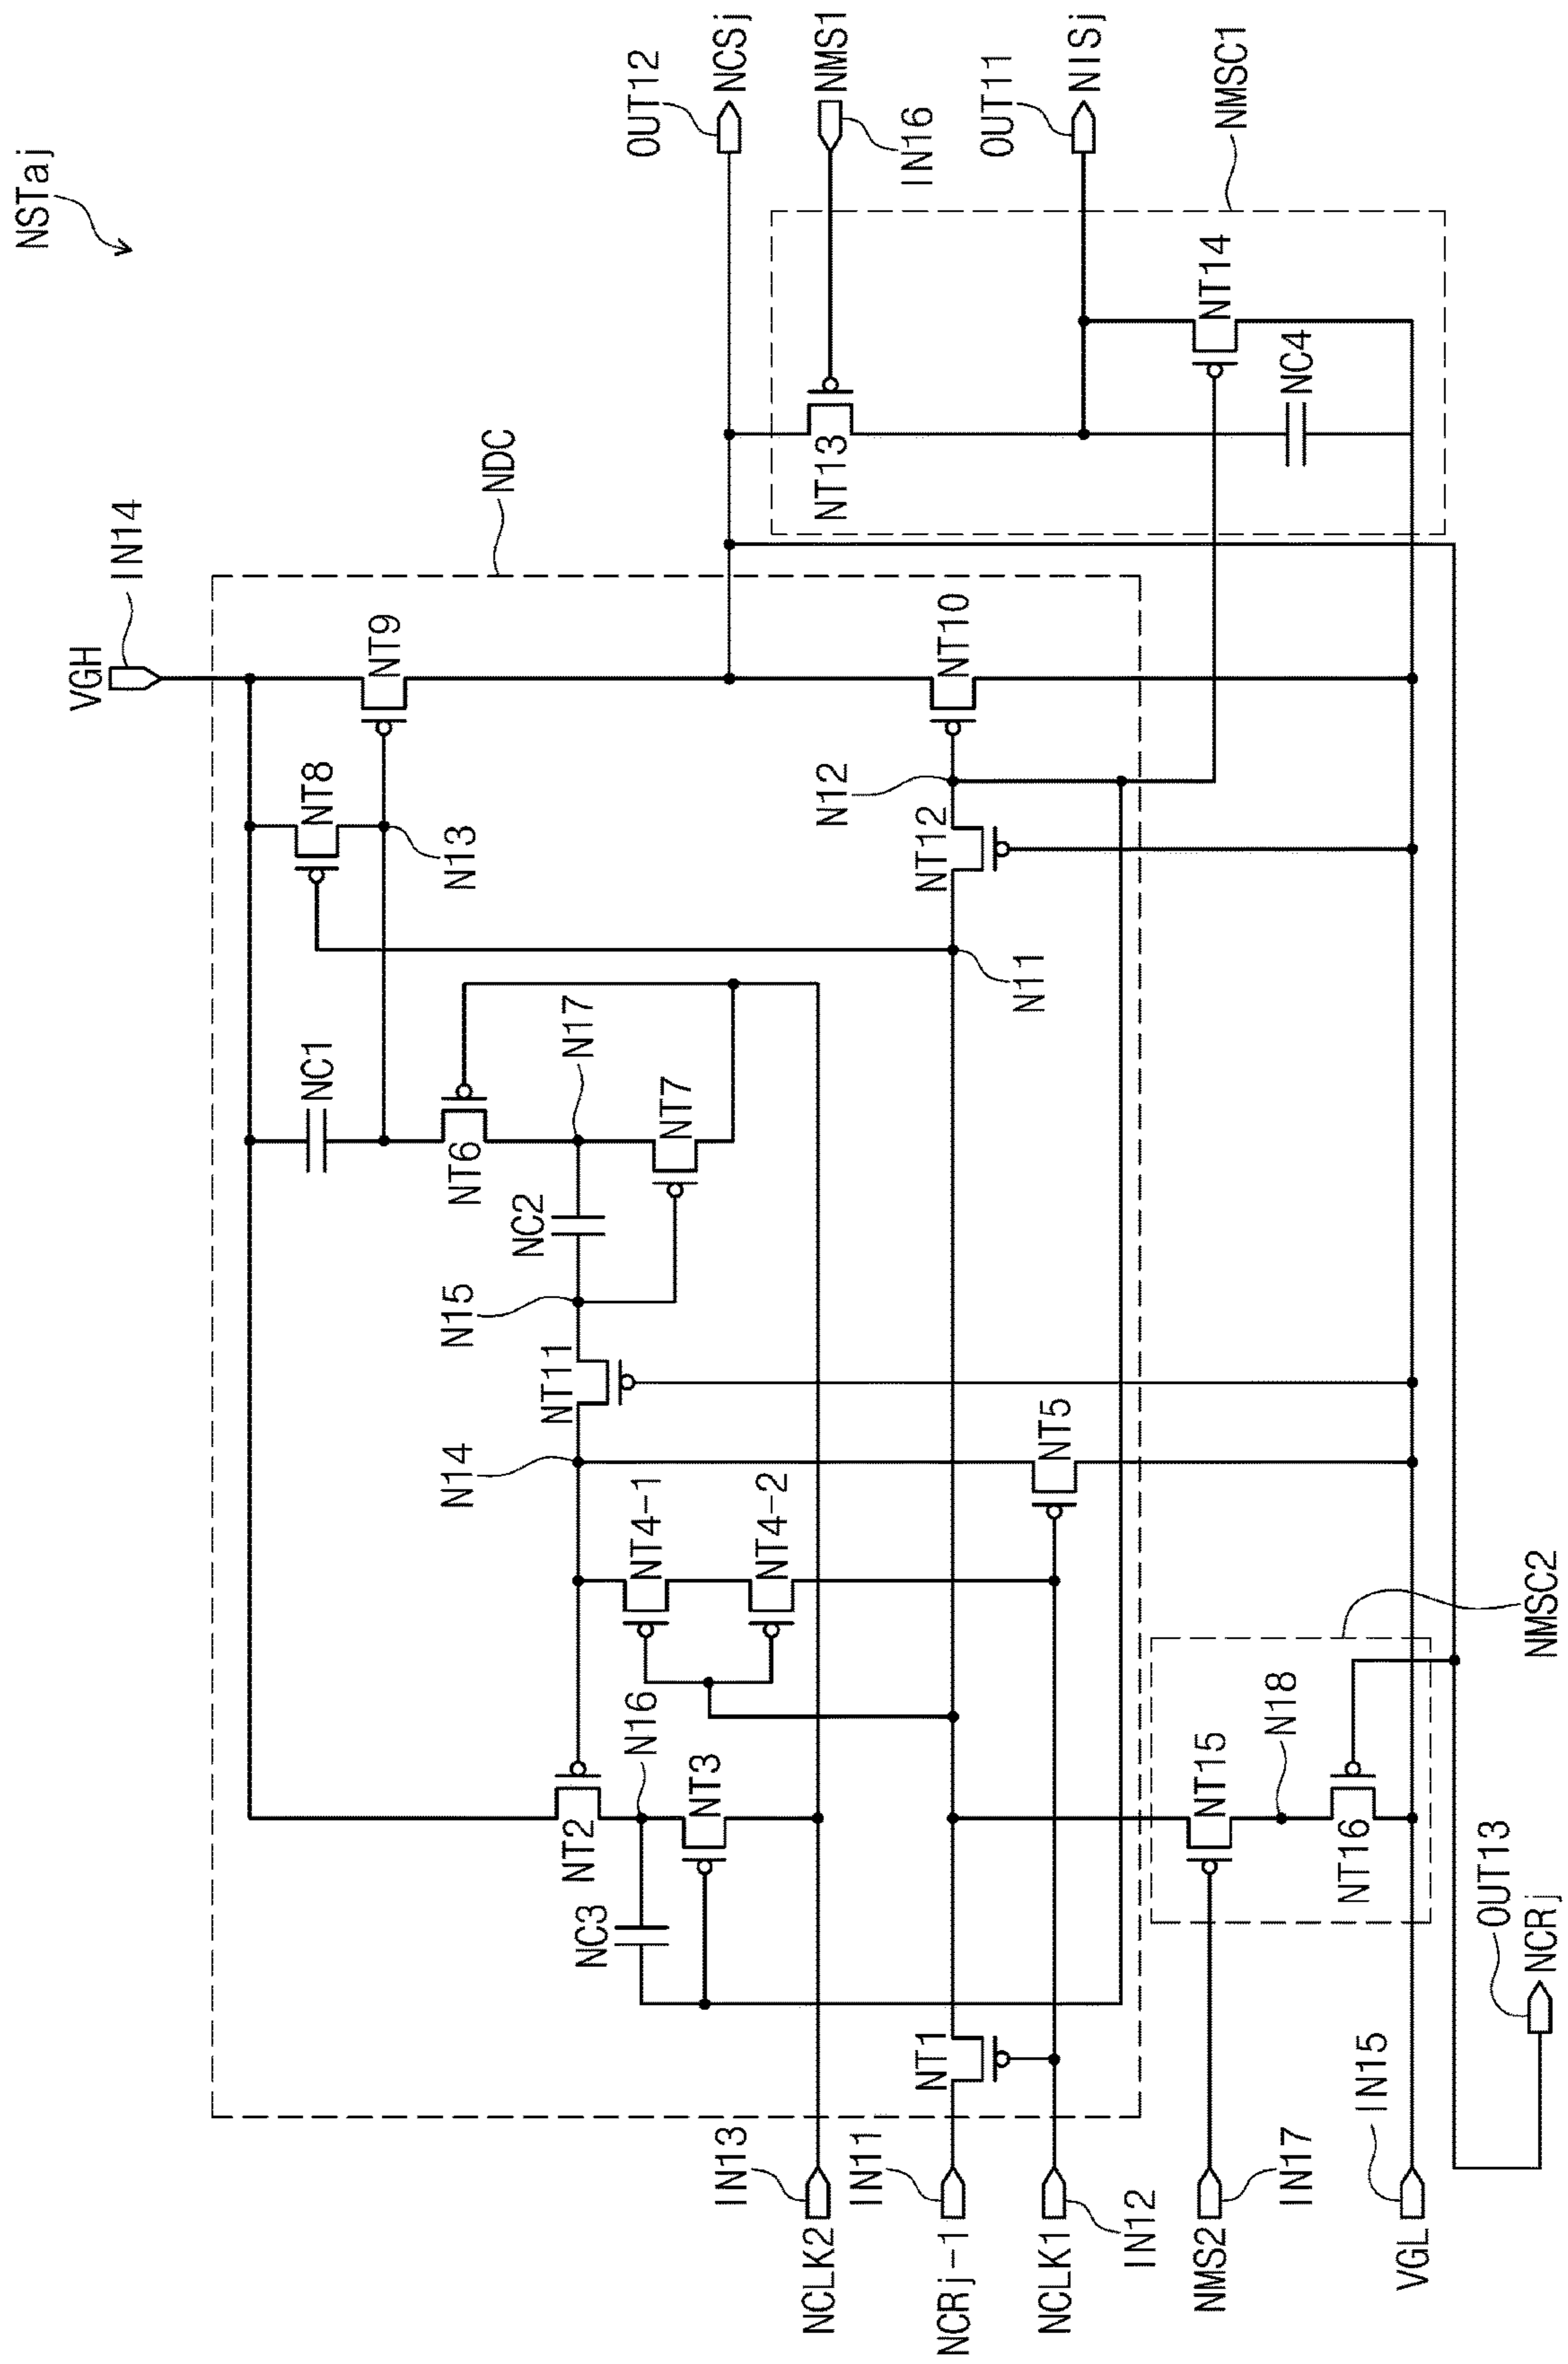 NSTaj
VGH
IN14
NDC
OUT12
NCSj
NMS1
IN16
OUT11
NISj
NMSC1
NT9
NT8
N13
NC1
NT6
N17
NT7
NC2
N15
NT11
N14
NT4-1
NT4-2
NT2
N16
NT3
NC3
NT10
N12
NT12
N11
NT5
NT1
NT13
NT14
NC4
NT15
N18
NT16
NMSC2
NCLK2
IN13
NCRj-1
IN11
NCLK1
IN12
NMS2
IN17
VGL
IN15
OUT13
NCRj